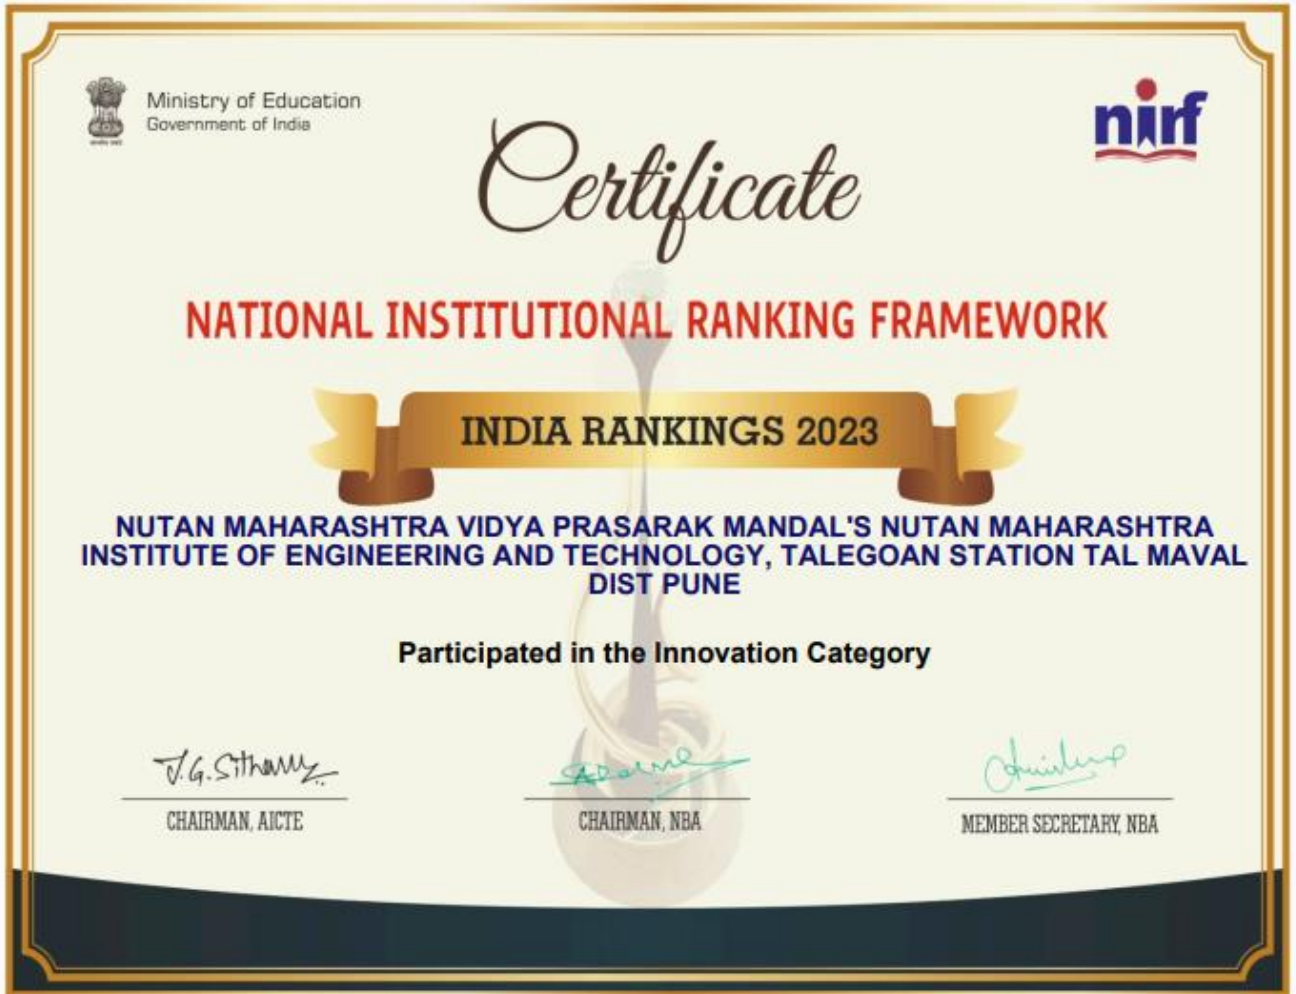 Ministry of Education
Government of India
nirf
Certificate
NATIONAL INSTITUTIONAL RANKING FRAMEWORK
INDIA RANKINGS 2023
NUTAN MAHARASHTRA VIDYA PRASARAK MANDAL'S NUTAN MAHARASHTRA
INSTITUTE OF ENGINEERING AND TECHNOLOGY, TALEGOAN STATION TAL MAVAL
DIST PUNE
Participated in the Innovation Category
CHAIRMAN, AICTE
CHAIRMAN, NBA
MEMBER SECRETARY, NBA